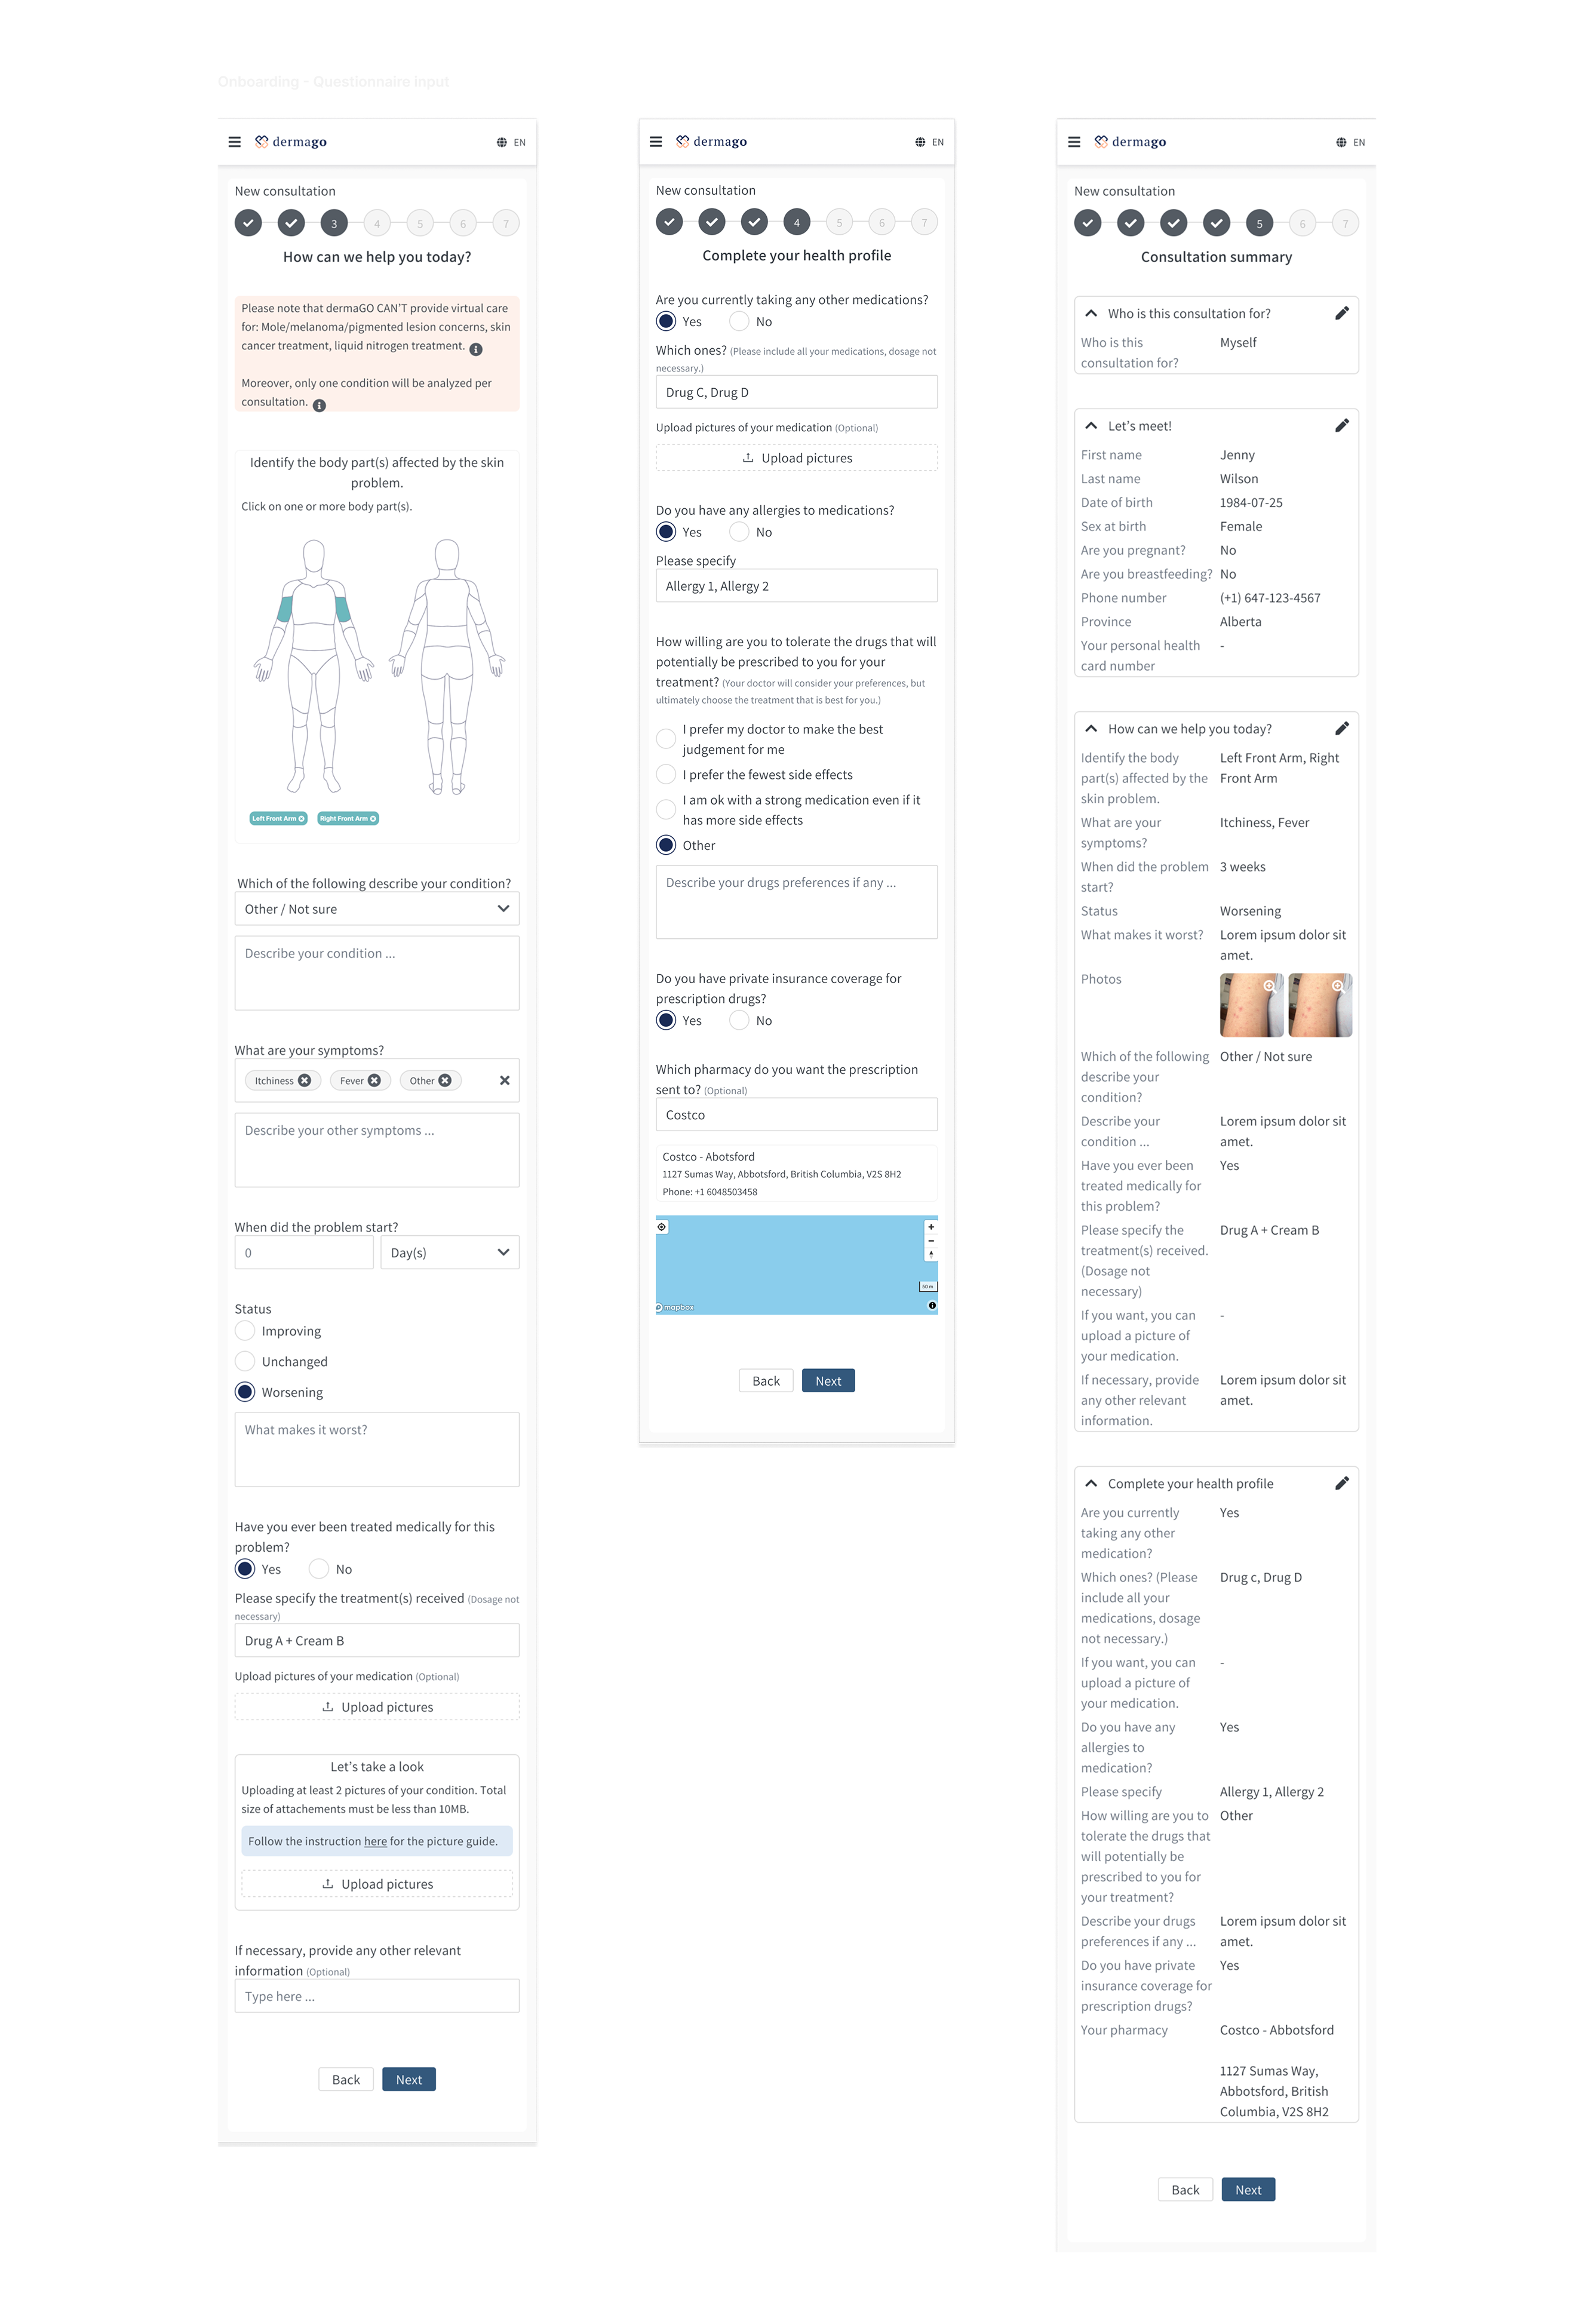 Onboarding - Questionnaire input
dermago
EN
New consultation
3
4
5
6
7
How can we help you today?
Please note that dermaGO CAN'T provide virtual care
for: Mole/melanoma/pigmented lesion concerns, skin
cancer treatment, liquid nitrogen treatment.
Moreover, only one condition will be analyzed per
consultation.
Identify the body part(s) affected by the skin
problem.
Click on one or more body part(s).
Left Front Arm
Right Front Arm
Which of the following describe your condition?
Other / Not sure
Describe your condition ...
What are your symptoms?
Itchiness
Fever
Other
Describe your other symptoms ...
When did the problem start?
0
Day(s)
Status
Improving
Unchanged
Worsening
What makes it worst?
Have you ever been treated medically for this
problem?
Yes
No
Please specify the treatment(s) received (Dosage not
necessary)
Drug A + Cream B
Upload pictures of your medication (Optional)
Upload pictures
Let's take a look
Uploading at least 2 pictures of your condition. Total
size of attachements must be less than 10MB.
Follow the instruction here for the picture guide.
Upload pictures
If necessary, provide any other relevant
information (Optional)
Type here ...
Back
Next
dermago
EN
New consultation
4
5
6
7
Complete your health profile
Are you currently taking any other medications?
Yes
No
Which ones? (Please include all your medications, dosage not
necessary.)
Drug C, Drug D
Upload pictures of your medication (Optional)
Upload pictures
Do you have any allergies to medications?
Yes
No
Please specify
Allergy 1, Allergy 2
How willing are you to tolerate the drugs that will
potentially be prescribed to you for your
treatment? (Your doctor will consider your preferences, but
ultimately choose the treatment that is best for you.)
I prefer my doctor to make the best
judgement for me
I prefer the fewest side effects
I am ok with a strong medication even if it
has more side effects
Other
Describe your drugs preferences if any ...
Do you have private insurance coverage for
prescription drugs?
Yes
No
Which pharmacy do you want the prescription
sent to? (Optional)
Costco
Costco - Abotsford
1127 Sumas Way, Abbotsford, British Columbia, V2S 8H2
Phone: +1 6048503458
50 m
mapbox
Back
Next
dermago
EN
New consultation
5
6
7
Consultation summary
Who is this consultation for?
Who is this
consultation for?
Myself
Let's meet!
First name
Jenny
Last name
Wilson
Date of birth
1984-07-25
Sex at birth
Female
Are you pregnant?
No
Are you breastfeeding?
No
Phone number
(+1) 647-123-4567
Province
Alberta
Your personal health
card number
-
How can we help you today?
Identify the body
part(s) affected by the
skin problem.
Left Front Arm, Right
Front Arm
What are your
symptoms?
Itchiness, Fever
When did the problem
start?
3 weeks
Status
Worsening
What makes it worst?
Lorem ipsum dolor sit
amet.
Photos
Which of the following
describe your
condition?
Other / Not sure
Describe your
condition ...
Lorem ipsum dolor sit
amet.
Have you ever been
treated medically for
this problem?
Yes
Please specify the
treatment(s) received.
(Dosage not
necessary)
Drug A + Cream B
If you want, you can
upload a picture of
your medication.
-
If necessary, provide
any other relevant
information.
Lorem ipsum dolor sit
amet.
Complete your health profile
Are you currently
taking any other
medication?
Yes
Which ones? (Please
include all your
medications, dosage
not necessary.)
Drug c, Drug D
If you want, you can
upload a picture of
your medication.
-
Do you have any
allergies to
medication?
Yes
Please specify
Allergy 1, Allergy 2
How willing are you to
tolerate the drugs that
will potentially be
prescribed to you for
your treatment?
Other
Describe your drugs
preferences if any ...
Lorem ipsum dolor sit
amet.
Do you have private
insurance coverage for
prescription drugs?
Yes
Your pharmacy
Costco - Abbotsford
1127 Sumas Way,
Abbotsford, British
Columbia, V2S 8H2
Back
Next